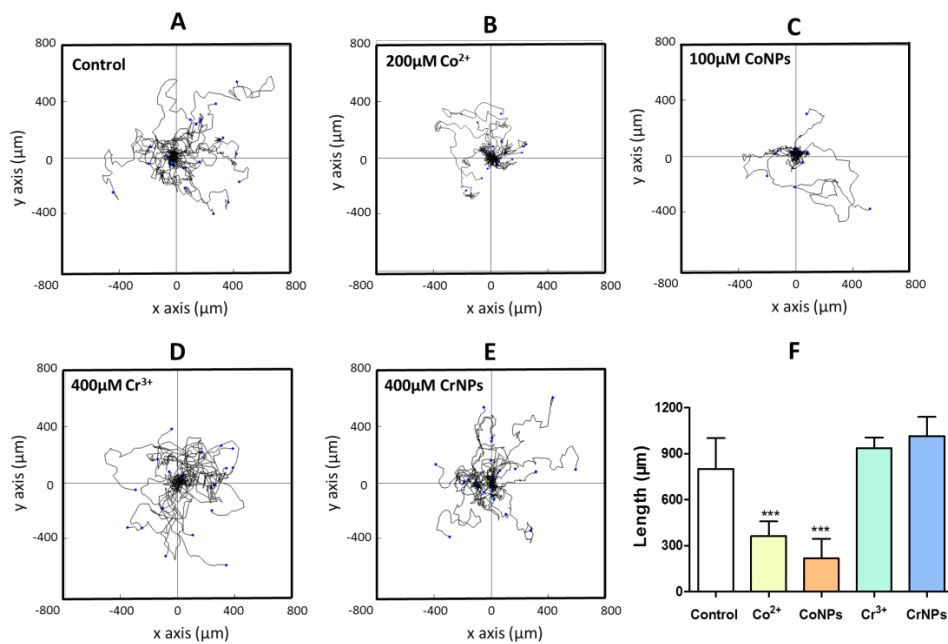 A
B
C
800
Control
400
0
-400
y axis (µm)
-800
-400
0
400
800
x axis (µm)
800
200µM Co²⁺
400
0
-400
y axis (µm)
-800
-400
0
400
800
x axis (µm)
800
100µM CoNPs
400
0
-400
y axis (µm)
-800
-400
0
400
800
x axis (µm)
D
E
F
800
400µM Cr³⁺
400
0
-400
y axis (µm)
-800
-400
0
400
800
x axis (µm)
800
400µM CrNPs
400
0
-400
y axis (µm)
-800
-400
0
400
800
x axis (µm)
1200
900
600
300
0
Length (µm)
***
***
Control
Co²⁺
CoNPs
Cr³⁺
CrNPs